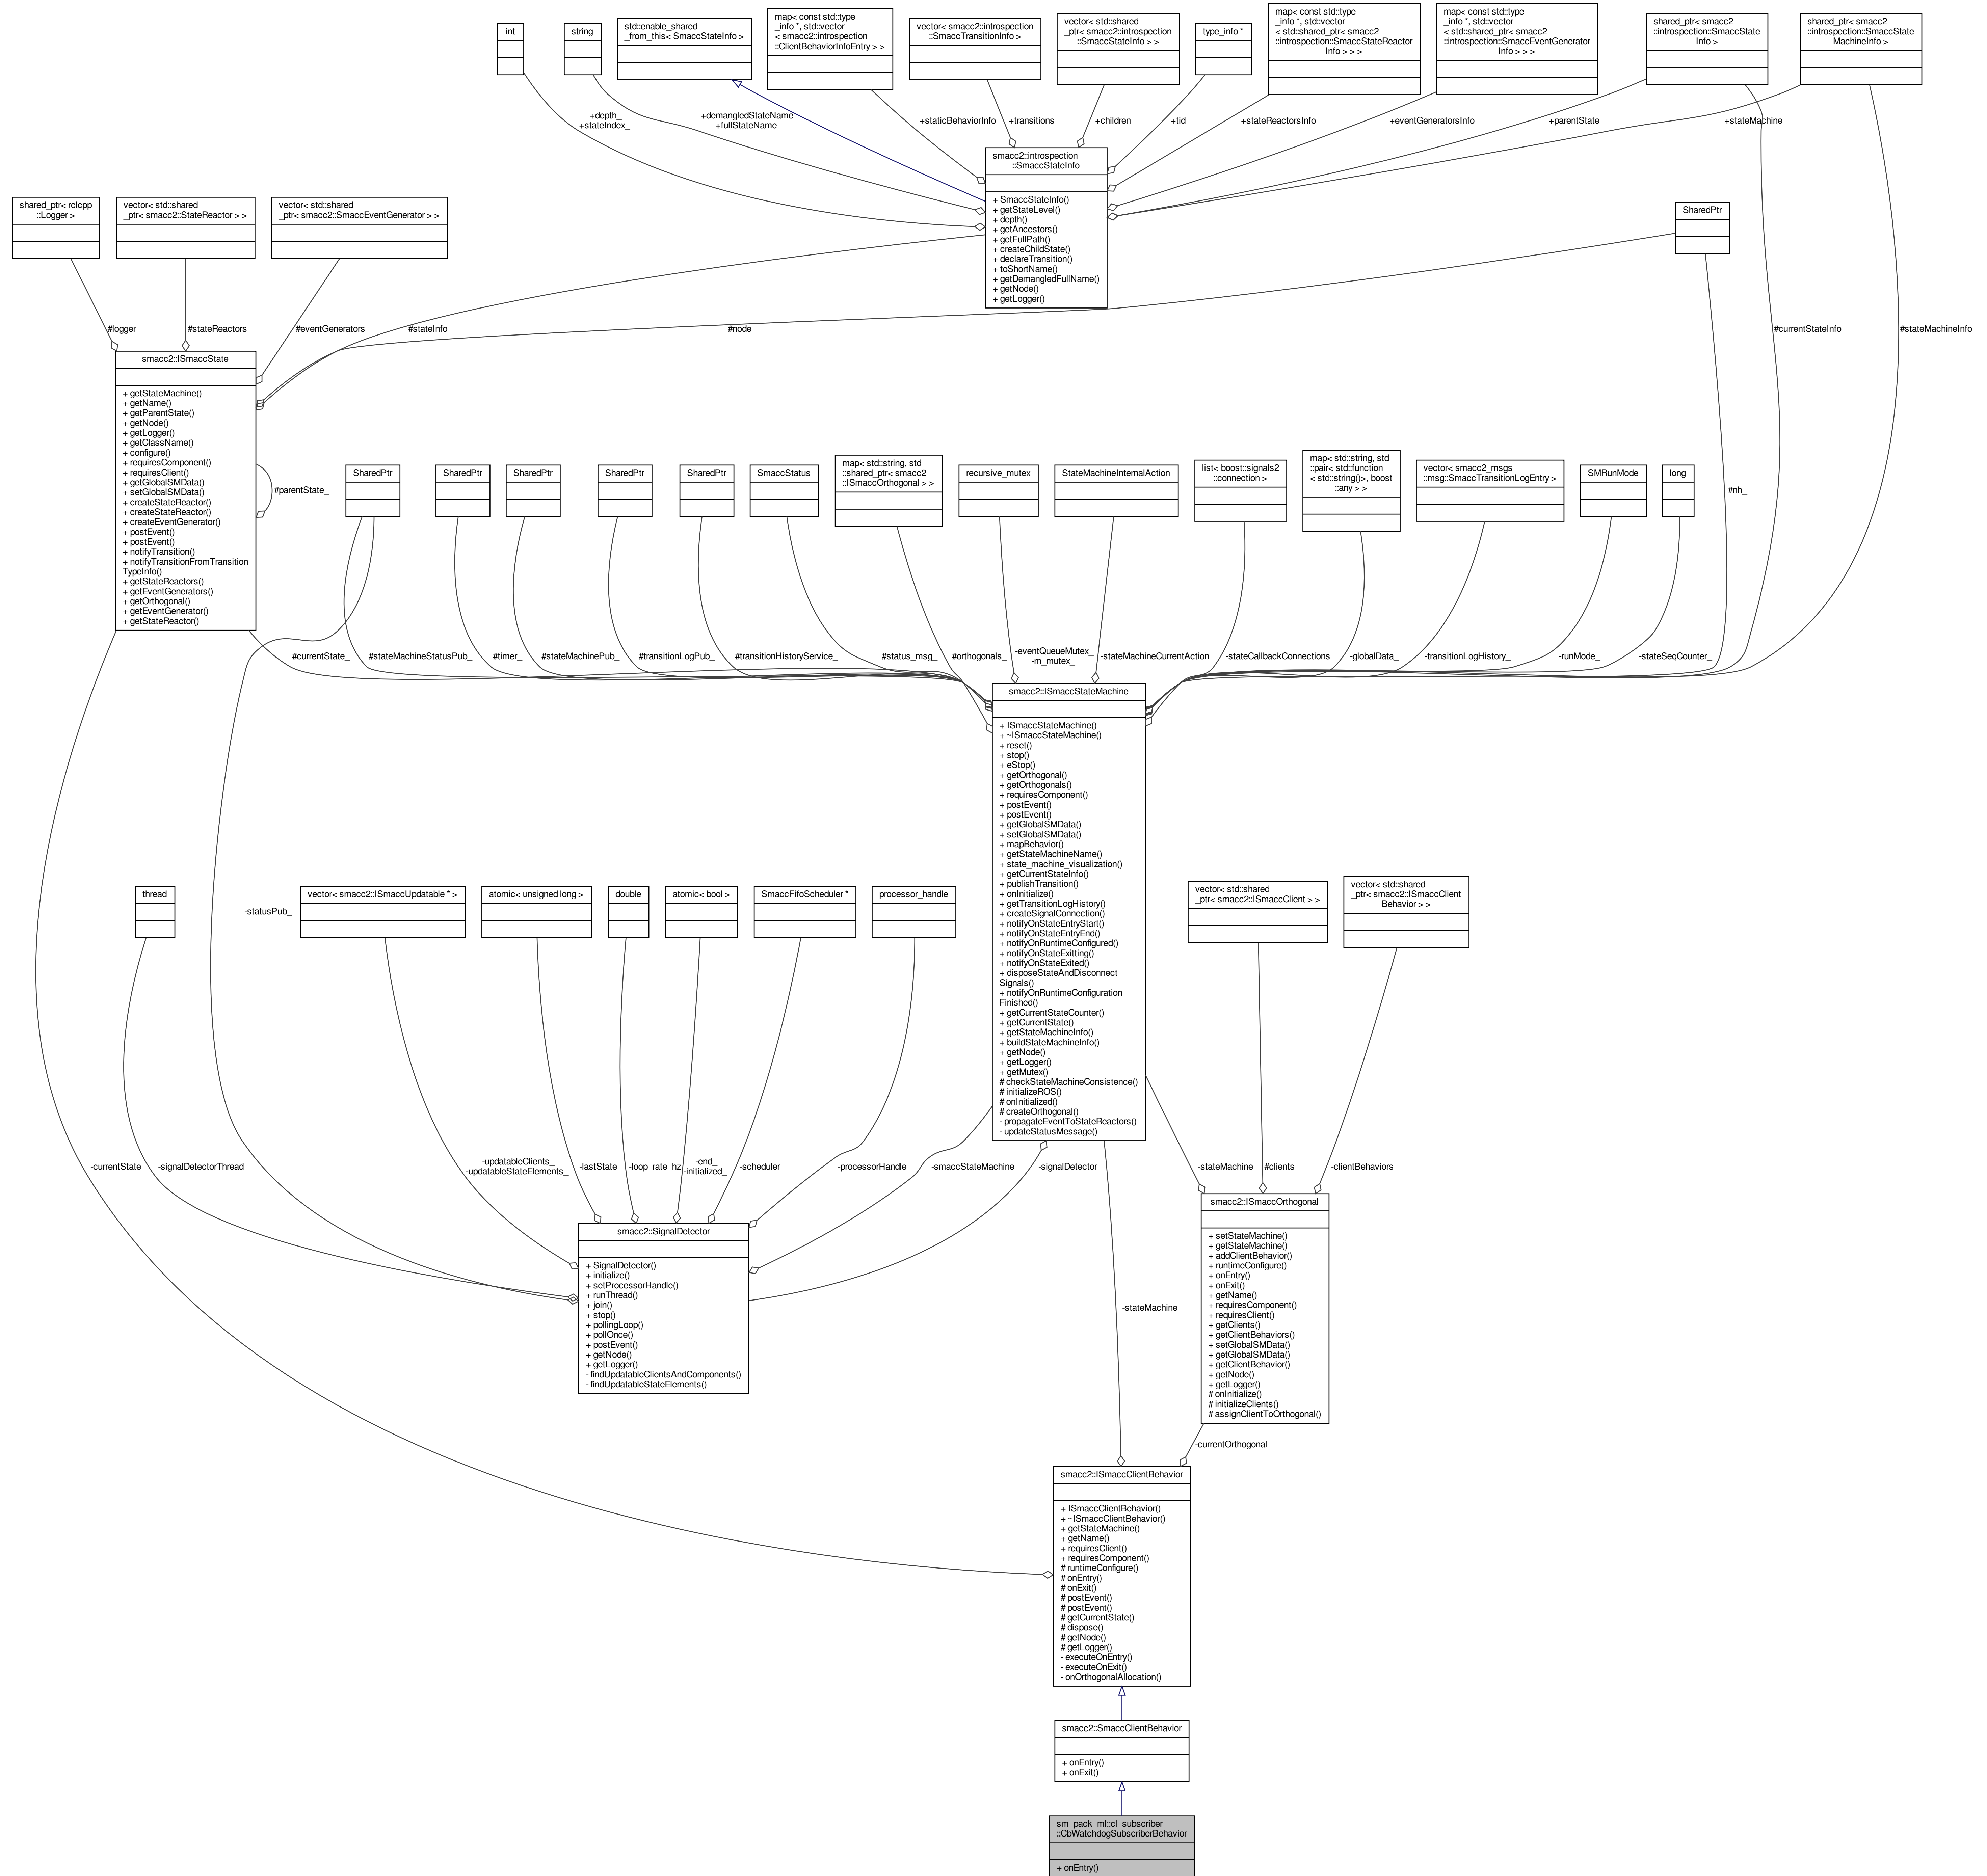 int
string
std::enable_shared
_from_this< SmaccStateInfo >
map< const std::type
_info *, std::vector
< smacc2::introspection
::ClientBehaviorInfoEntry > >
vector< smacc2::introspection
::SmaccTransitionInfo >
vector< std::shared
_ptr< smacc2::introspection
::SmaccStateInfo > >
type_info *
map< const std::type
_info *, std::vector
< std::shared_ptr< smacc2
::introspection::SmaccStateReactor
Info > > >
map< const std::type
_info *, std::vector
< std::shared_ptr< smacc2
::introspection::SmaccEventGenerator
Info > > >
shared_ptr< smacc2
::introspection::SmaccState
Info >
shared_ptr< smacc2
::introspection::SmaccState
MachineInfo >
+depth_
+stateIndex_
+demangledStateName
+fullStateName
+staticBehaviorInfo
+transitions_
+children_
+tid_
+stateReactorsInfo
+eventGeneratorsInfo
+parentState_
+stateMachine_
smacc2::introspection
::SmaccStateInfo
+ SmaccStateInfo()
+ getStateLevel()
+ depth()
+ getAncestors()
+ getFullPath()
+ createChildState()
+ declareTransition()
+ toShortName()
+ getDemangledFullName()
+ getNode()
+ getLogger()
shared_ptr< rclcpp
::Logger >
vector< std::shared
_ptr< smacc2::StateReactor > >
vector< std::shared
_ptr< smacc2::SmaccEventGenerator > >
SharedPtr
#logger_
#stateReactors_
#eventGenerators_
#stateInfo_
#node_
#currentStateInfo_
#stateMachineInfo_
smacc2::ISmaccState
+ getStateMachine()
+ getName()
+ getParentState()
+ getNode()
+ getLogger()
+ getClassName()
+ configure()
+ requiresComponent()
+ requiresClient()
+ getGlobalSMData()
+ setGlobalSMData()
+ createStateReactor()
+ createStateReactor()
+ createEventGenerator()
+ postEvent()
+ postEvent()
+ notifyTransition()
+ notifyTransitionFromTransition
TypeInfo()
+ getStateReactors()
+ getEventGenerators()
+ getOrthogonal()
+ getEventGenerator()
+ getStateReactor()
#parentState_
SharedPtr
SharedPtr
SharedPtr
SharedPtr
SharedPtr
SmaccStatus
map< std::string, std
::shared_ptr< smacc2
::ISmaccOrthogonal > >
recursive_mutex
StateMachineInternalAction
list< boost::signals2
::connection >
map< std::string, std
::pair< std::function
< std::string()>, boost
::any > >
vector< smacc2_msgs
::msg::SmaccTransitionLogEntry >
SMRunMode
long
#nh_
#currentState_
#stateMachineStatusPub_
#timer_
#stateMachinePub_
#transitionLogPub_
#transitionHistoryService_
#status_msg_
#orthogonals_
-eventQueueMutex_
-m_mutex_
-stateMachineCurrentAction
-stateCallbackConnections
-globalData_
-transitionLogHistory_
-runMode_
-stateSeqCounter_
smacc2::ISmaccStateMachine
+ ISmaccStateMachine()
+ ~ISmaccStateMachine()
+ reset()
+ stop()
+ eStop()
+ getOrthogonal()
+ getOrthogonals()
+ requiresComponent()
+ postEvent()
+ postEvent()
+ getGlobalSMData()
+ setGlobalSMData()
+ mapBehavior()
+ getStateMachineName()
+ state_machine_visualization()
+ getCurrentStateInfo()
+ publishTransition()
+ onInitialize()
+ getTransitionLogHistory()
+ createSignalConnection()
+ notifyOnStateEntryStart()
+ notifyOnStateEntryEnd()
+ notifyOnRuntimeConfigured()
+ notifyOnStateExitting()
+ notifyOnStateExited()
+ disposeStateAndDisconnect
Signals()
+ notifyOnRuntimeConfiguration
Finished()
+ getCurrentStateCounter()
+ getCurrentState()
+ getStateMachineInfo()
+ buildStateMachineInfo()
+ getNode()
+ getLogger()
+ getMutex()
# checkStateMachineConsistence()
# initializeROS()
# onInitialized()
# createOrthogonal()
- propagateEventToStateReactors()
- updateStatusMessage()
thread
-statusPub_
vector< smacc2::ISmaccUpdatable * >
atomic< unsigned long >
double
atomic< bool >
SmaccFifoScheduler *
processor_handle
vector< std::shared
_ptr< smacc2::ISmaccClient > >
vector< std::shared
_ptr< smacc2::ISmaccClient
Behavior > >
-currentState
-signalDetectorThread_
-updatableClients_
-updatableStateElements_
-lastState_
-loop_rate_hz
-end_
-initialized_
-scheduler_
-processorHandle_
-smaccStateMachine_
-signalDetector_
-stateMachine_
#clients_
-clientBehaviors_
smacc2::SignalDetector
+ SignalDetector()
+ initialize()
+ setProcessorHandle()
+ runThread()
+ join()
+ stop()
+ pollingLoop()
+ pollOnce()
+ postEvent()
+ getNode()
+ getLogger()
- findUpdatableClientsAndComponents()
- findUpdatableStateElements()
smacc2::ISmaccOrthogonal
+ setStateMachine()
+ getStateMachine()
+ addClientBehavior()
+ runtimeConfigure()
+ onEntry()
+ onExit()
+ getName()
+ requiresComponent()
+ requiresClient()
+ getClients()
+ getClientBehaviors()
+ setGlobalSMData()
+ getGlobalSMData()
+ getClientBehavior()
+ getNode()
+ getLogger()
# onInitialize()
# initializeClients()
# assignClientToOrthogonal()
-stateMachine_
-currentOrthogonal
smacc2::ISmaccClientBehavior
+ ISmaccClientBehavior()
+ ~ISmaccClientBehavior()
+ getStateMachine()
+ getName()
+ requiresClient()
+ requiresComponent()
# runtimeConfigure()
# onEntry()
# onExit()
# postEvent()
# postEvent()
# getCurrentState()
# dispose()
# getNode()
# getLogger()
- executeOnEntry()
- executeOnExit()
- onOrthogonalAllocation()
smacc2::SmaccClientBehavior
+ onEntry()
+ onExit()
sm_pack_ml::cl_subscriber
::CbWatchdogSubscriberBehavior
+ onEntry()